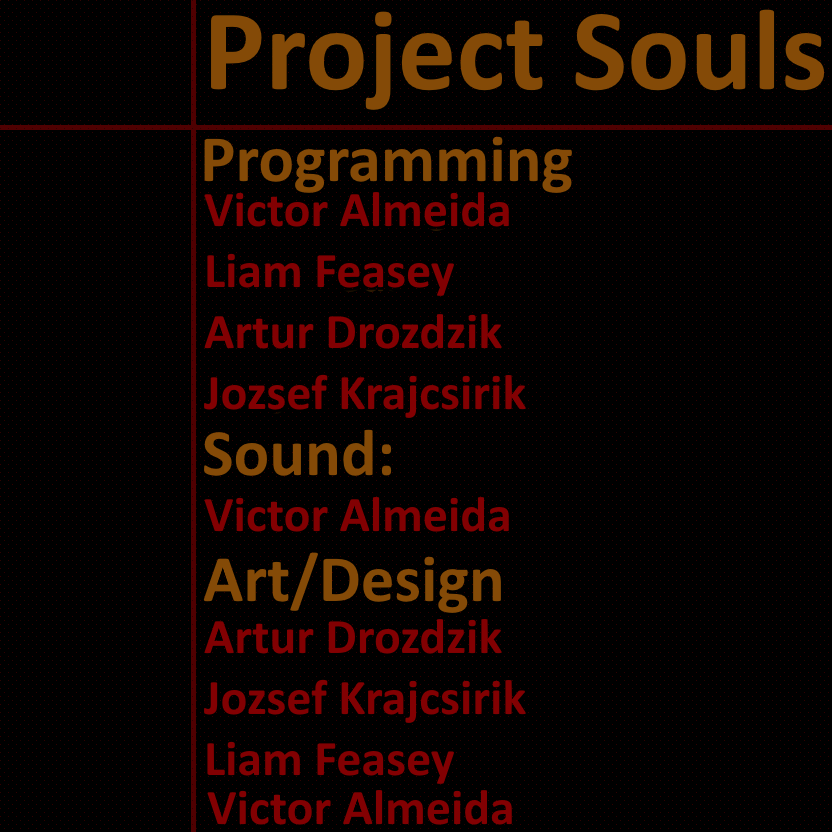 Project Souls
Programming
Victor Almeida
Liam Feasey
Artur Drozdzik
Jozsef Krajcsirik
Sound:
Victor Almeida
Art/Design
Artur Drozdzik
Jozsef Krajcsirik
Liam Feasey
Victor Almeida